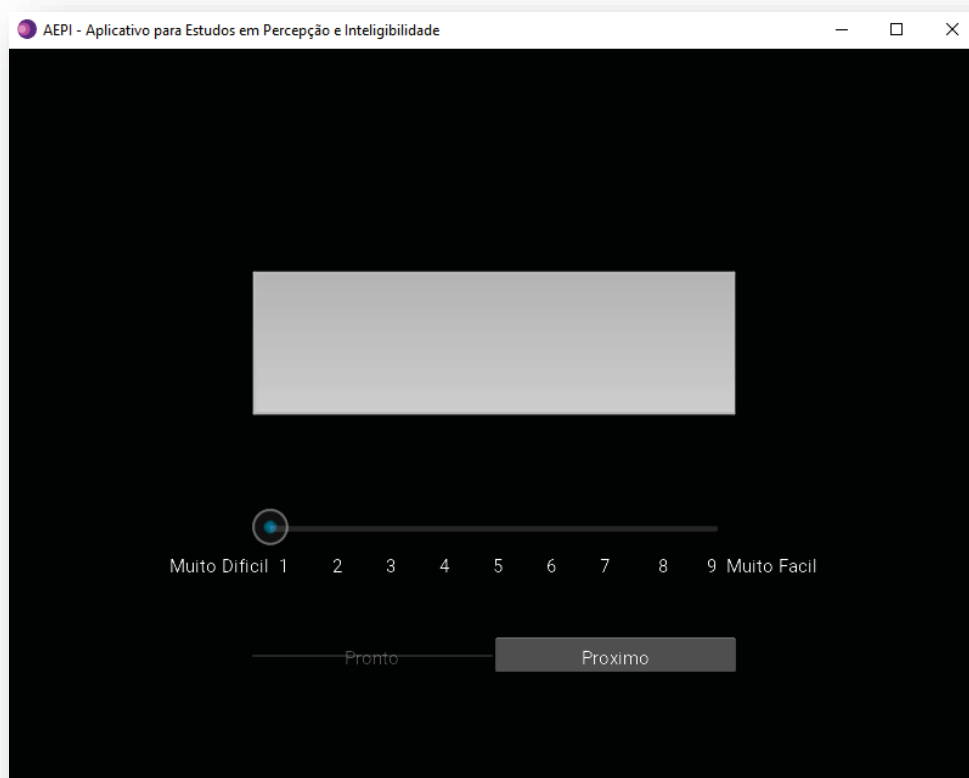 AEPI - Aplicativo para Estudos em Percepção e Inteligibilidade
Muito Dificil 1 2 3 4 5 6 7 8 9 Muito Facil
Pronto Proximo